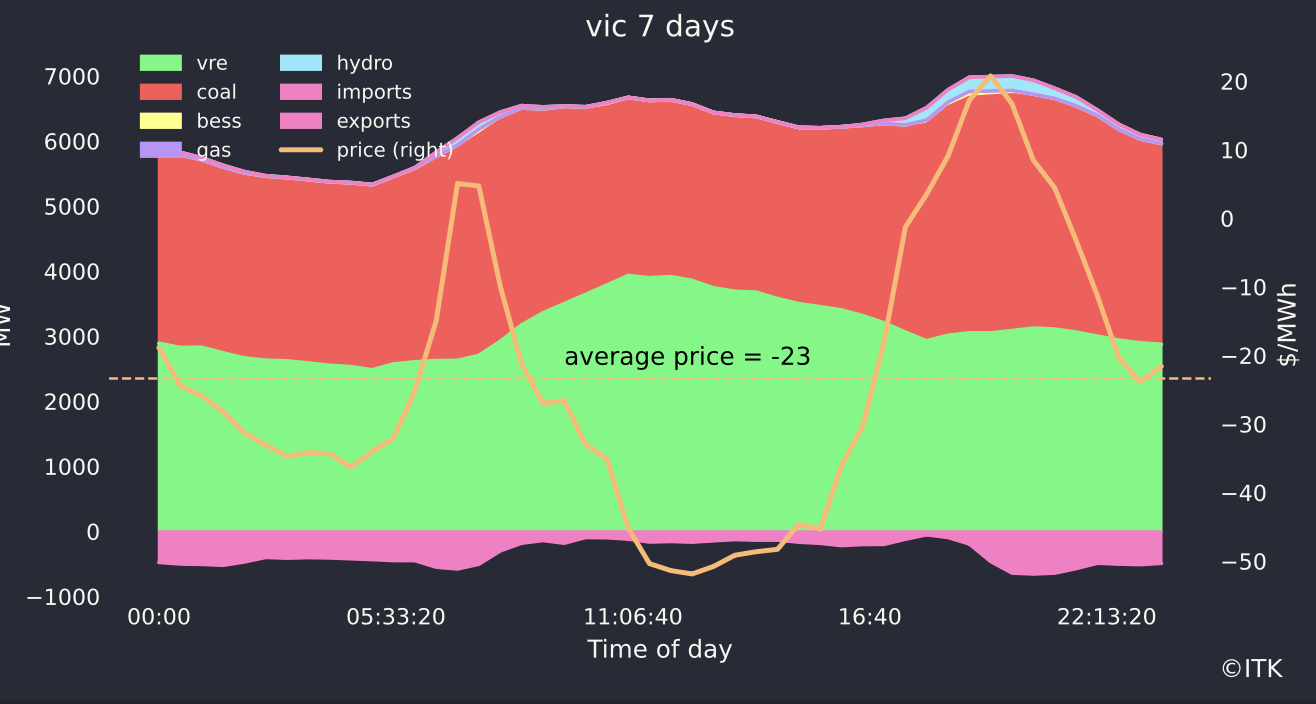 vic 7 days
vre
coal
bess
gas
hydro
imports
exports
price (right)
7000
6000
5000
4000
3000
2000
1000
0
−1000
MW
20
10
0
−10
−20
−30
−40
−50
$/MWh
average price = -23
00:00 05:33:20 11:06:40 16:40 22:13:20
Time of day
©ITK